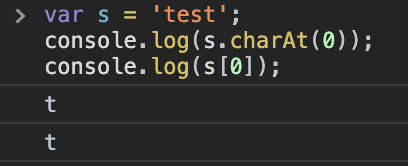 > var s = 'test';
console.log(s.charAt(0));
console.log(s[0]);
t
t